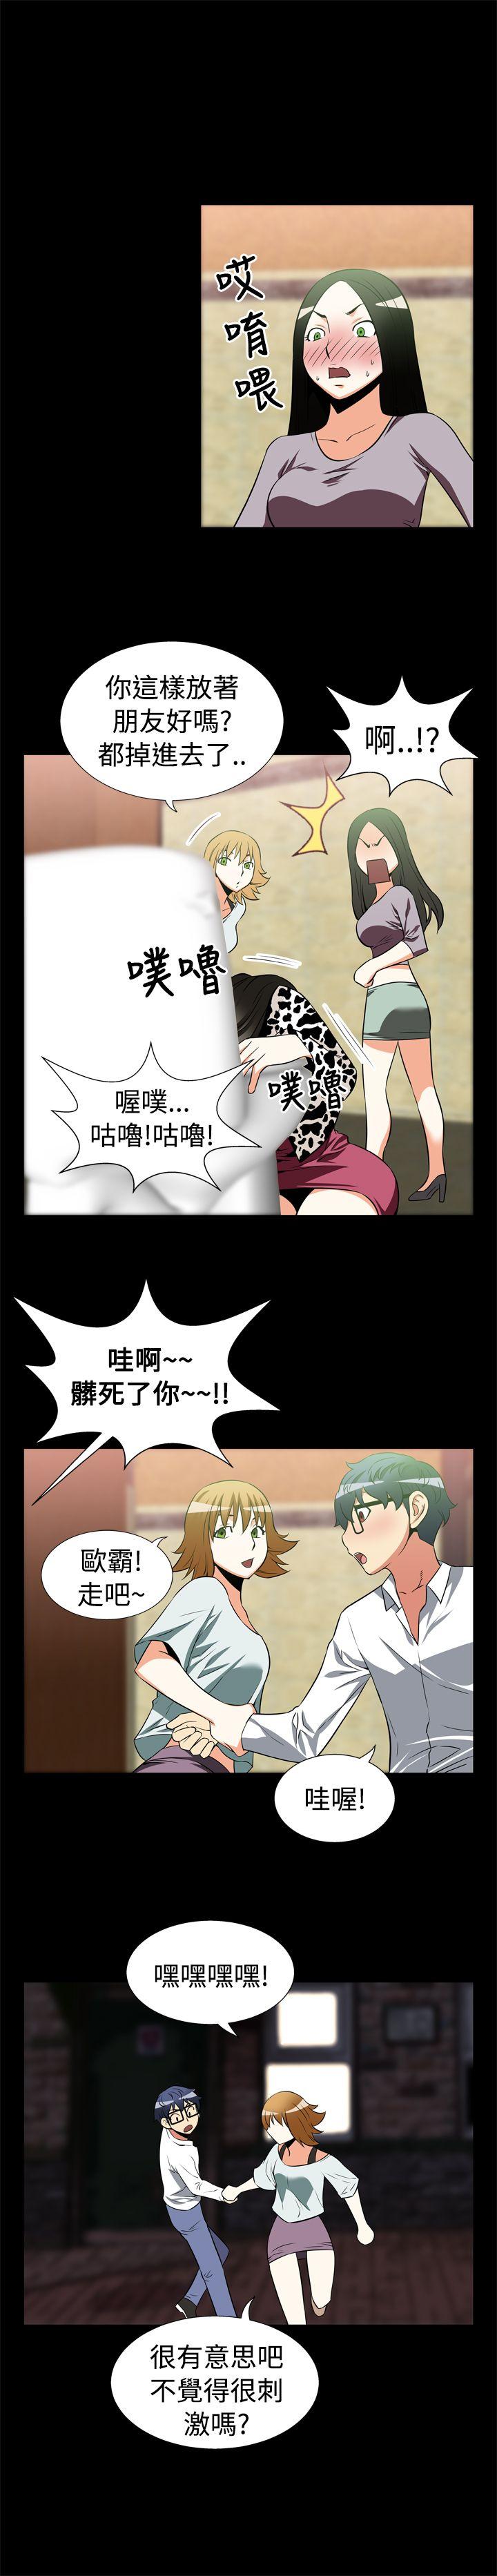 哎
唷
喂
你這樣放著
朋友好嗎?
都掉進去了..
啊..!?
噗嚕
噗嚕
喔噗...
咕嚕!咕嚕!
哇啊~~
髒死了你~~!!
歐霸!
走吧~
哇喔!
嘿嘿嘿嘿!
很有意思吧
不覺得很刺
激嗎?